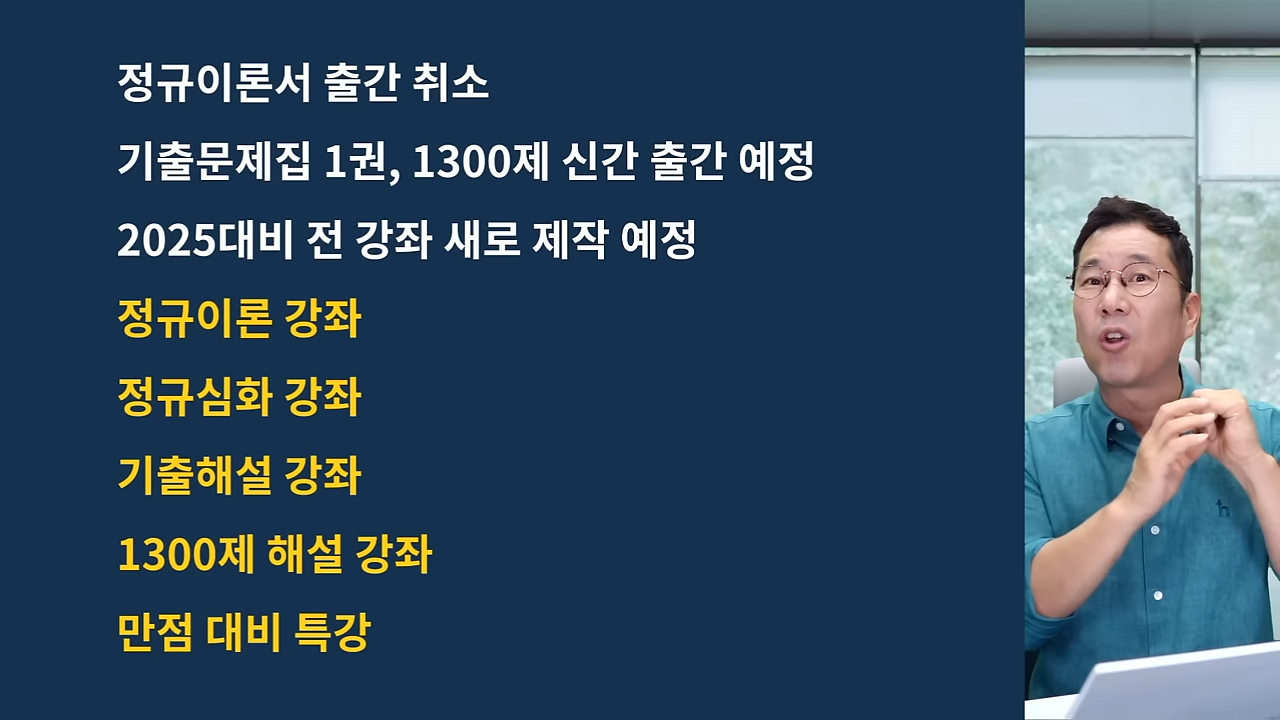 정규이론서 출간 취소
기출문제집 1권, 1300제 신간 출간 예정
2025대비 전 강좌 새로 제작 예정
정규이론 강좌
정규심화 강좌
기출해설 강좌
1300제 해설 강좌
만점 대비 특강